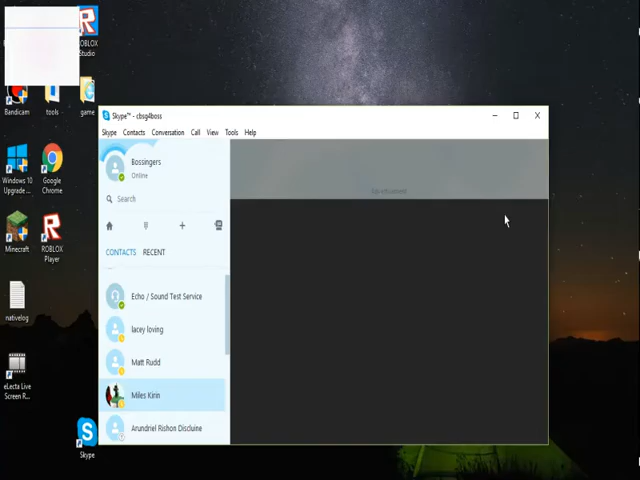 ROBLOX
Studio
Bandicam
tools
game
Windows 10
Upgrade ...
Google
Chrome
Minecraft
ROBLOX
Player
nativelog
eLecta Live
Screen R...
Skype
Skype™ - cbsg4boss
Skype Contacts Conversation Call View Tools Help
Bossingers
Online
Search
CONTACTS RECENT
Echo / Sound Test Service
lacey loving
Matt Rudd
Miles Kirin
Arundriel Rishon Discluine
Advertisement